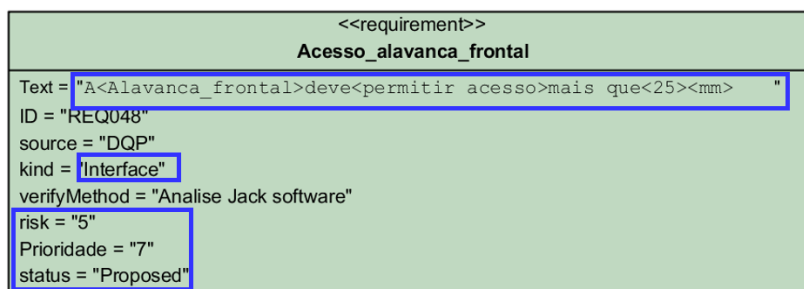 <<requirement>>
Acesso_alavanca_frontal
Text = "A<Alavanca_frontal>deve<permitir acesso>mais que<25><mm> "
ID = "REQ048"
source = "DQP"
kind = "Interface"
verifyMethod = "Analise Jack software"
risk = "5"
Prioridade = "7"
status = "Proposed"